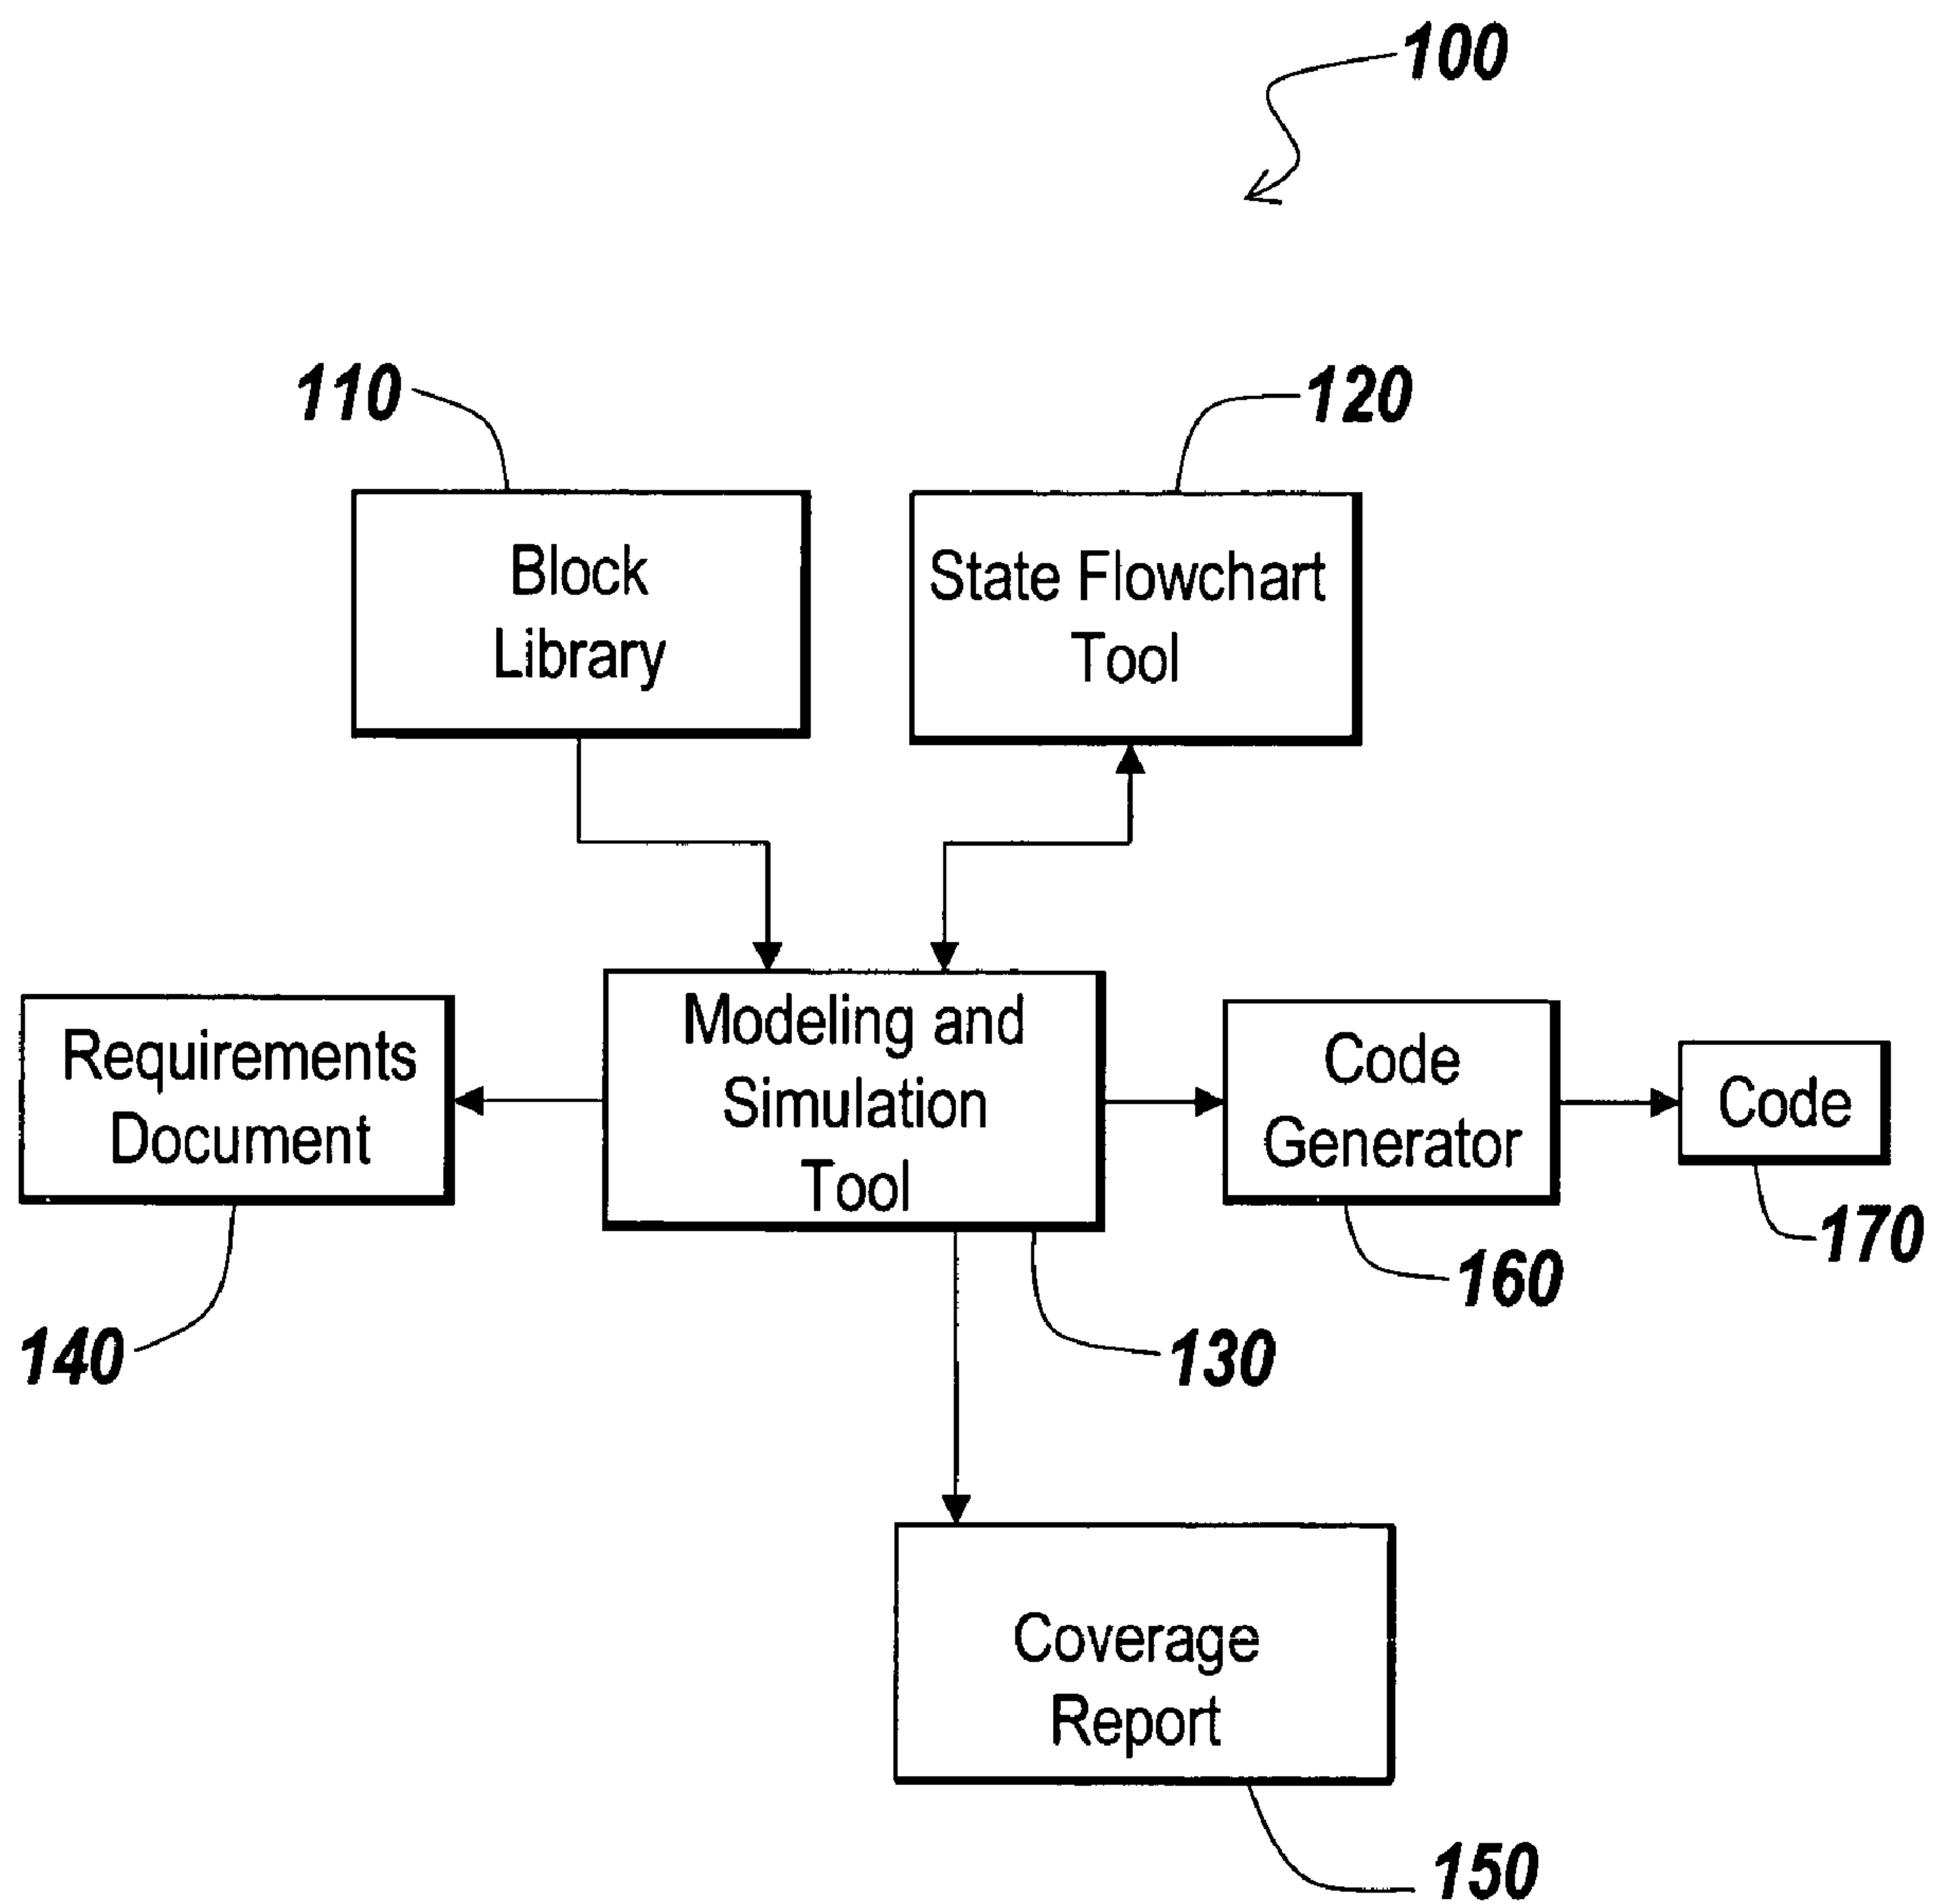 100
110
120
Block
Library
State Flowchart
Tool
Requirements
Document
Modeling and
Simulation
Tool
Code
Generator
Code
170
160
140
130
Coverage
Report
150